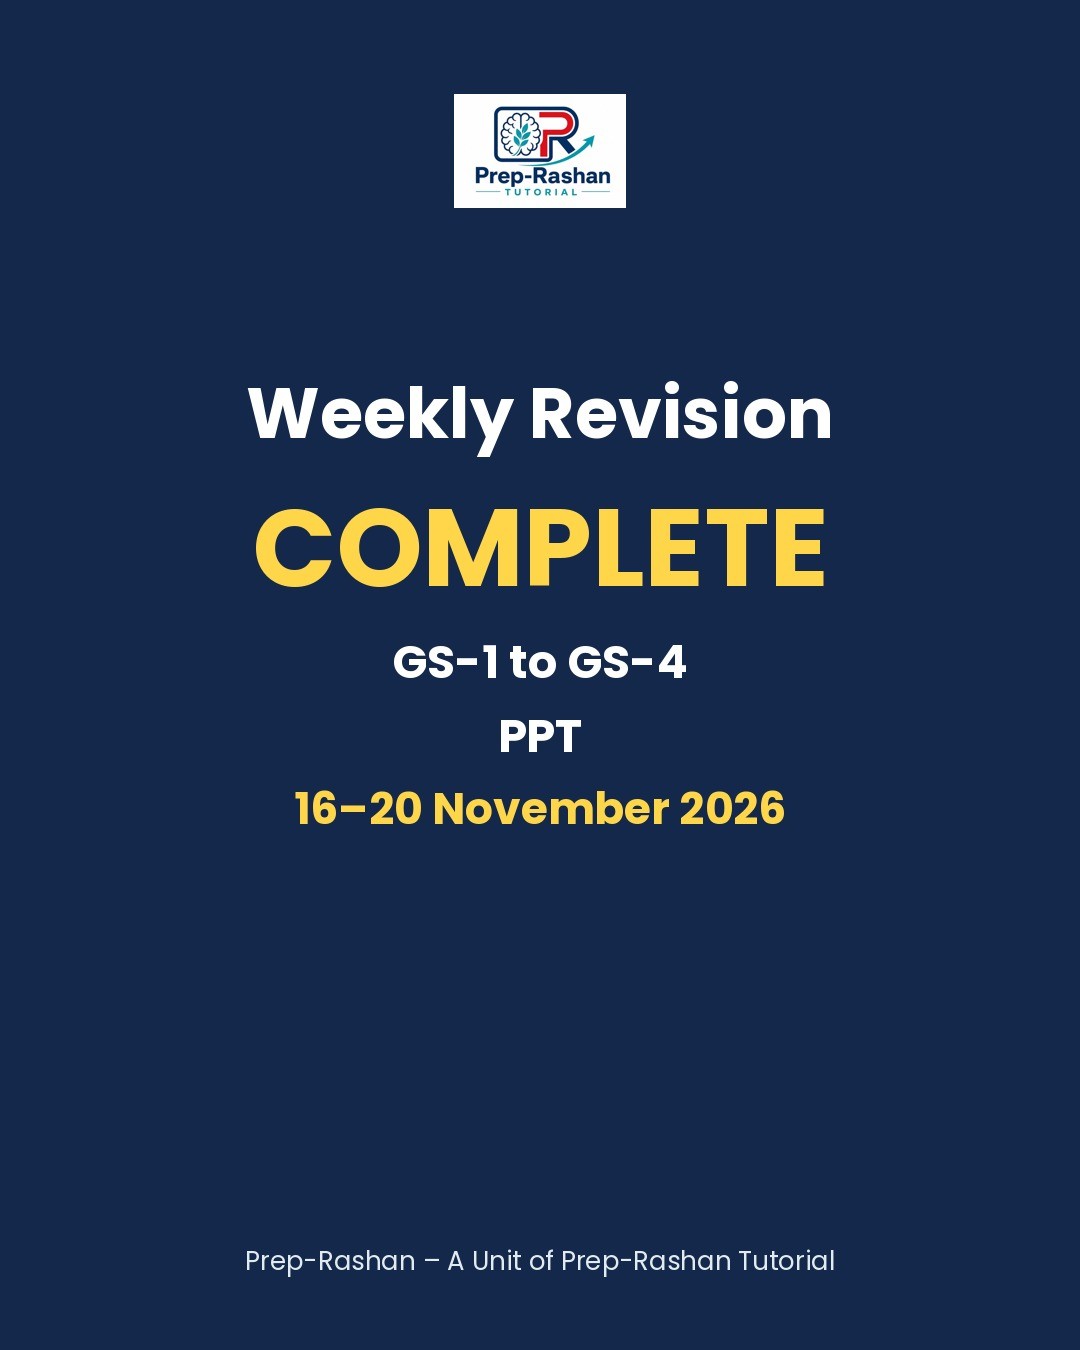 Prep-Rashan
TUTORIAL
Weekly Revision
COMPLETE
GS-1 to GS-4
PPT
16–20 November 2026
Prep-Rashan – A Unit of Prep-Rashan Tutorial